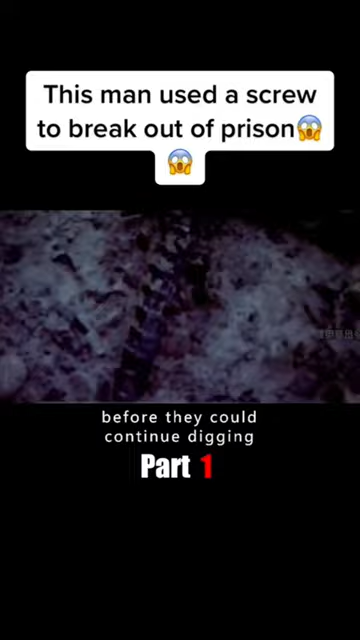 This man used a screw
to break out of prison😱
😱
before they could
continue digging
Part 1